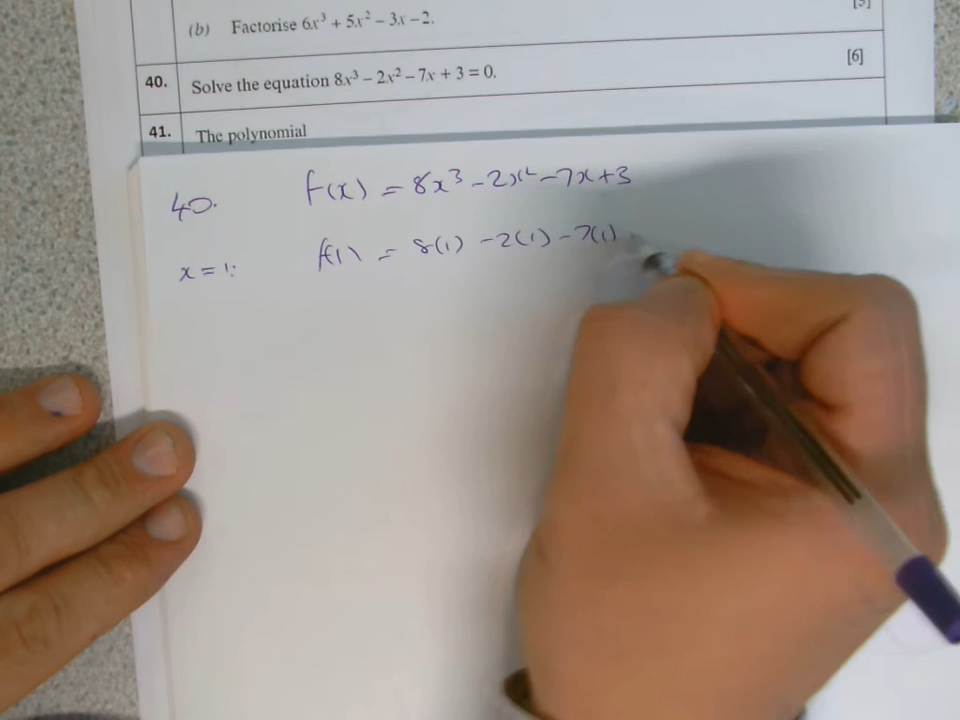 (b) Factorise 6x³ + 5x² − 3x − 2.
40. Solve the equation 8x³ − 2x² − 7x + 3 = 0. [6]
41. The polynomial
40. f(x) = 8x³ − 2x² − 7x + 3
x = 1: f(1) = 8(1) − 2(1) − 7(1)